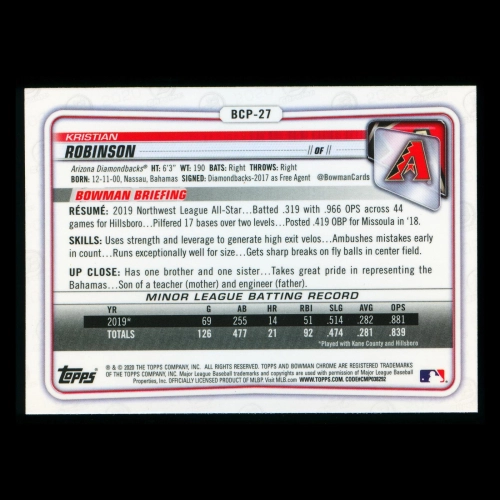 BCP-27
KRISTIAN
ROBINSON
// OF //
Arizona Diamondbacks® HT: 6'3" WT: 190 BATS: Right THROWS: Right
BORN: 12-11-00, Nassau, Bahamas SIGNED: Diamondbacks-2017 as Free Agent @BowmanCards
A
BOWMAN BRIEFING
RÉSUMÉ: 2019 Northwest League All-Star...Batted .319 with .966 OPS across 44
games for Hillsboro...Pilfered 17 bases over two levels...Posted .419 OBP for Missoula in '18.
SKILLS: Uses strength and leverage to generate high exit velos...Ambushes mistakes early
in count...Runs exceptionally well for size...Gets sharp breaks on fly balls in center field.
UP CLOSE: Has one brother and one sister...Takes great pride in representing the
Bahamas...Son of a teacher (mother) and engineer (father).
MINOR LEAGUE BATTING RECORD
YR G AB HR RBI SLG AVG OPS
2019* 69 255 14 51 .514 .282 .881
TOTALS 126 477 21 92 .474 .281 .839
*Played with Kane County and Hillsboro
Topps
® & © 2020 THE TOPPS COMPANY, INC. ALL RIGHTS RESERVED. TOPPS AND BOWMAN CHROME ARE REGISTERED TRADEMARKS
OF THE TOPPS COMPANY, INC. Major League Baseball trademarks and copyrights are used with permission of Major League Baseball
Properties, Inc. OFFICIALLY LICENSED PRODUCT OF MLBP. Visit MLB.com WWW.TOPPS.COM. CODE#CMP038292